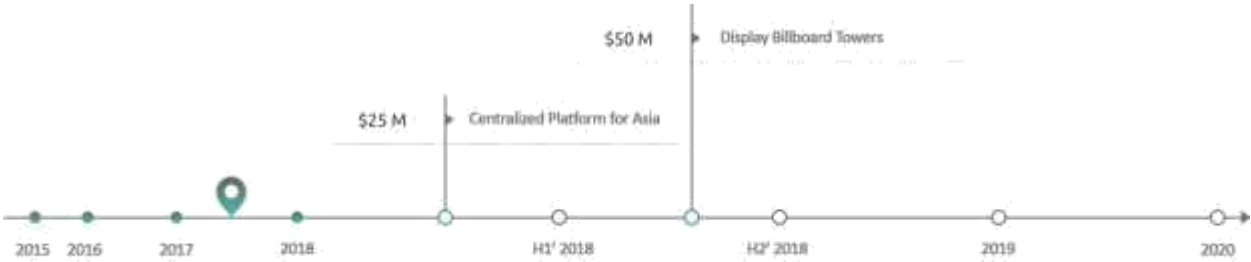 $50 M Display Billboard Towers
$25 M Centralized Platform for Asia
2015 2016 2017 2018 H1' 2018 H2' 2018 2019 2020